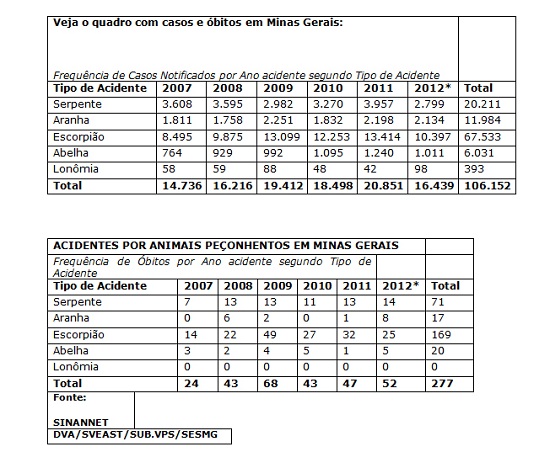 Veja o quadro com casos e óbitos em Minas Gerais:
Frequência de Casos Notificados por Ano acidente segundo Tipo de Acidente
Tipo de Acidente 2007 2008 2009 2010 2011 2012* Total
Serpente 3.608 3.595 2.982 3.270 3.957 2.799 20.211
Aranha 1.811 1.758 2.251 1.832 2.198 2.134 11.984
Escorpião 8.495 9.875 13.099 12.253 13.414 10.397 67.533
Abelha 764 929 992 1.095 1.240 1.011 6.031
Lonômia 58 59 88 48 42 98 393
Total 14.736 16.216 19.412 18.498 20.851 16.439 106.152
ACIDENTES POR ANIMAIS PEÇONHENTOS EM MINAS GERAIS
Frequência de Óbitos por Ano acidente segundo Tipo de
Acidente
Tipo de Acidente 2007 2008 2009 2010 2011 2012* Total
Serpente 7 13 13 11 13 14 71
Aranha 0 6 2 0 1 8 17
Escorpião 14 22 49 27 32 25 169
Abelha 3 2 4 5 1 5 20
Lonômia 0 0 0 0 0 0 0
Total 24 43 68 43 47 52 277
Fonte:
SINANNET
DVA/SVEAST/SUB.VPS/SESMG